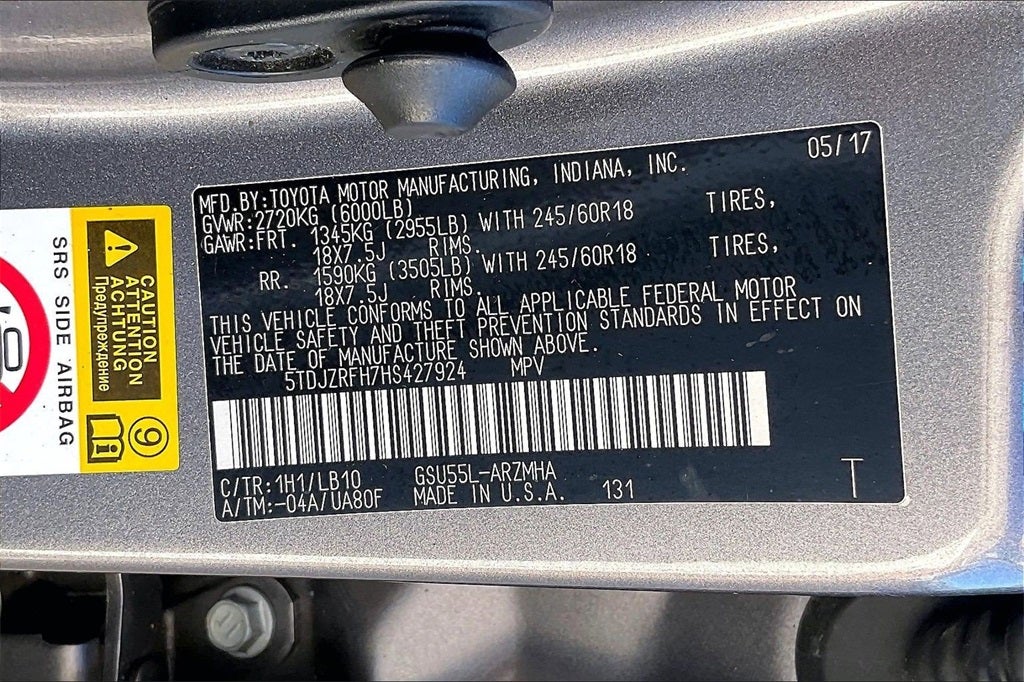 05/17
MFD.BY:TOYOTA MOTOR MANUFACTURING, INDIANA, INC.
GVWR:2720KG (6000LB)
GAWR:FRT. 1345KG (2955LB) WITH 245/60R18 TIRES,
18X7.5J RIMS.
RR. 1590KG (3505LB) WITH 245/60R18 TIRES,
18X7.5J RIMS.
THIS VEHICLE CONFORMS TO ALL APPLICABLE FEDERAL MOTOR
VEHICLE SAFETY AND THEFT PREVENTION STANDARDS IN EFFECT ON
THE DATE OF MANUFACTURE SHOWN ABOVE.
5TDJZRFH7HS427924 MPV
C/TR:1H1/LB10 GSU55L-ARZMHA
A/TM:-04A/UA80F MADE IN U.S.A. 131 T
CAUTION
ATTENTION
ACHTUNG
Предупреждение
9
SRS SIDE AIRBAG